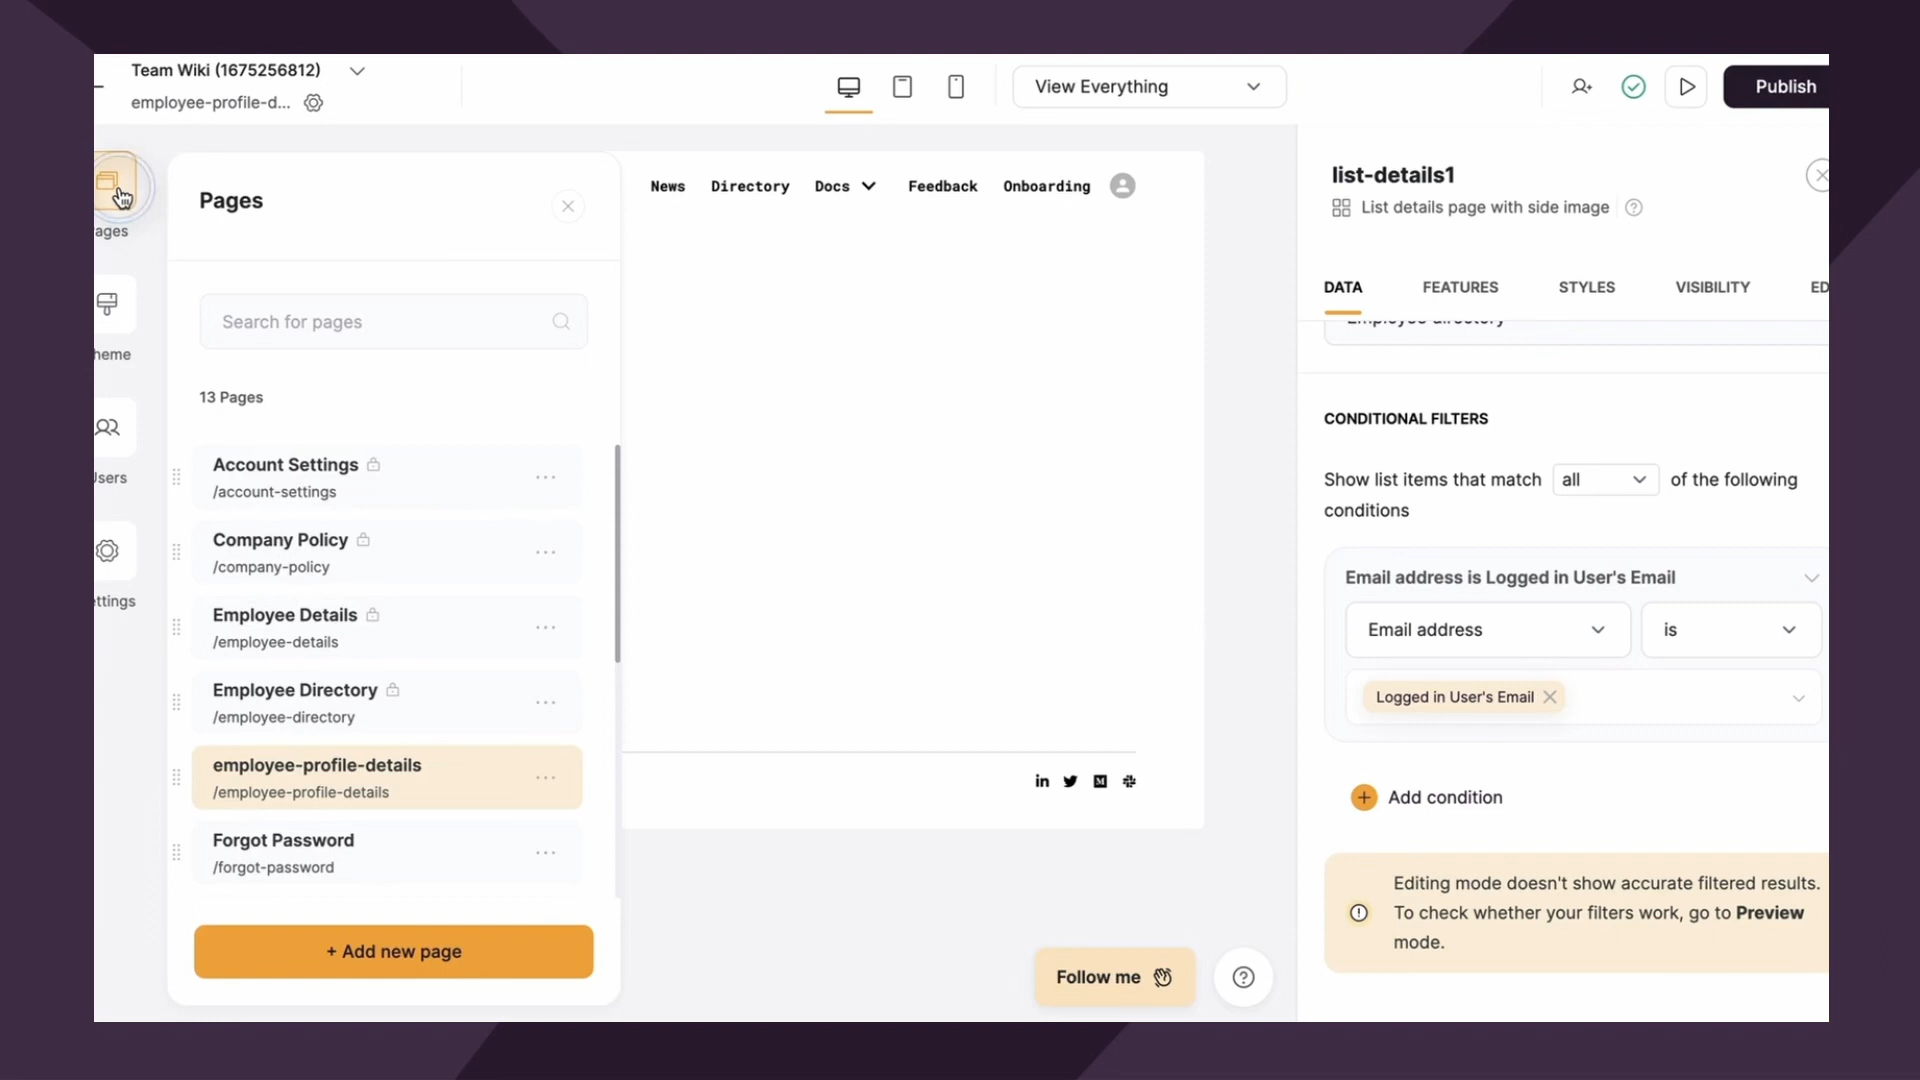 Team Wiki (1675256812)
employee-profile-d...
View Everything
Publish
ages
heme
Users
ettings
Pages
Search for pages
13 Pages
Account Settings
/account-settings
Company Policy
/company-policy
Employee Details
/employee-details
Employee Directory
/employee-directory
employee-profile-details
/employee-profile-details
Forgot Password
/forgot-password
+ Add new page
News Directory Docs Feedback Onboarding
Follow me
list-details1
List details page with side image
DATA FEATURES STYLES VISIBILITY ED
Employee directory
CONDITIONAL FILTERS
Show list items that match all of the following
conditions
Email address is Logged in User's Email
Email address is
Logged in User's Email
Add condition
Editing mode doesn't show accurate filtered results.
To check whether your filters work, go to Preview
mode.